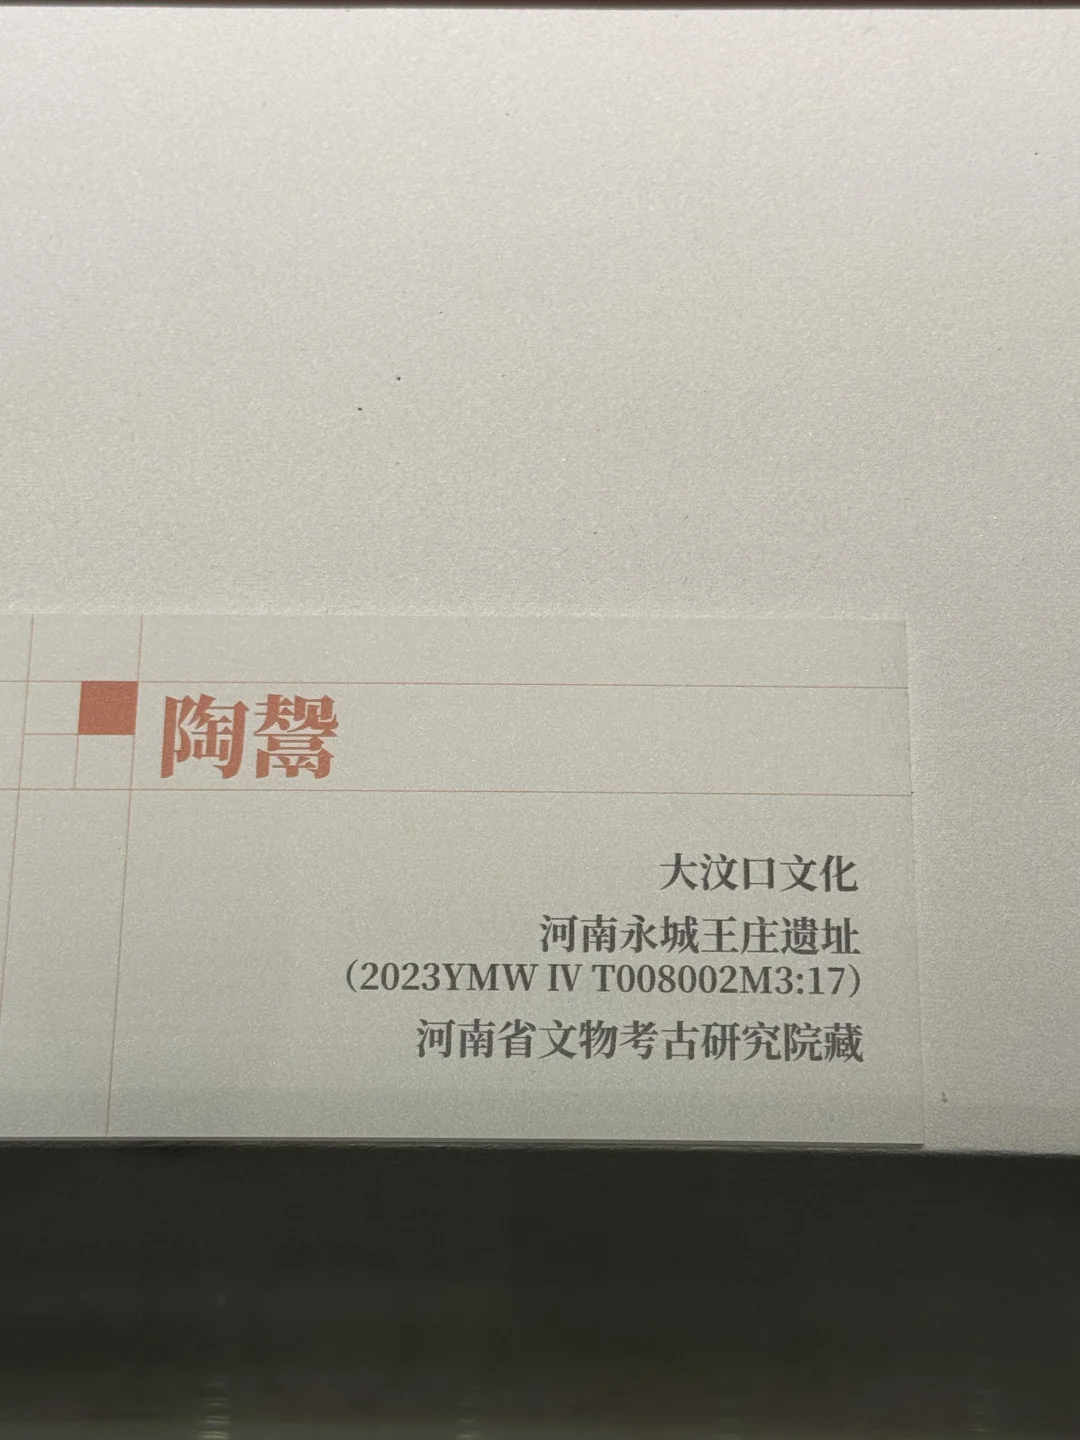 陶鬶
大汶口文化
河南永城王庄遗址
（2023YMW Ⅳ T008002M3:17）
河南省文物考古研究院藏